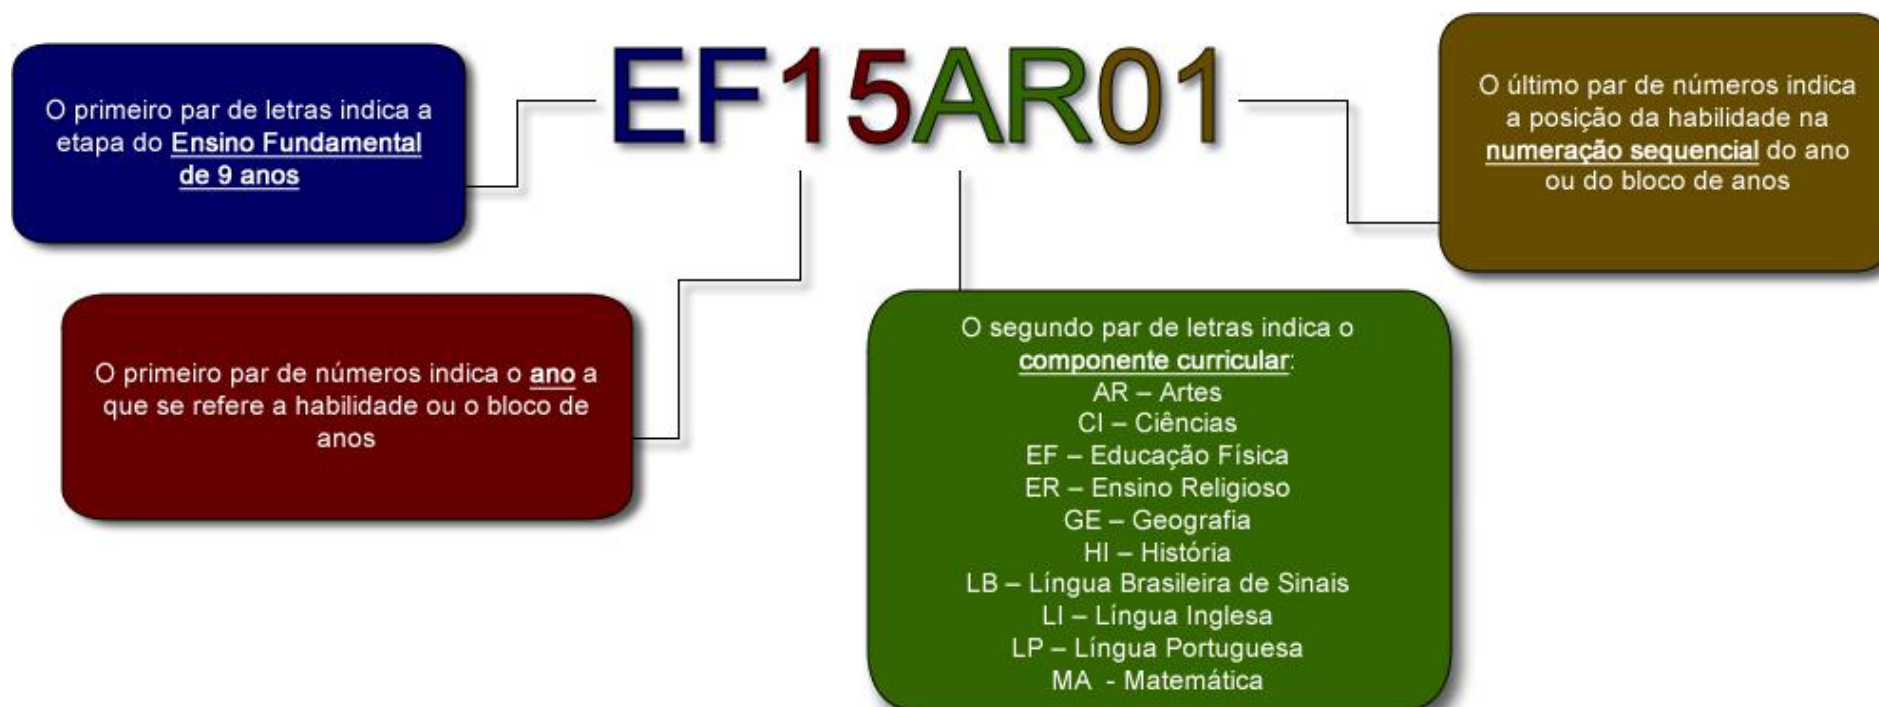 EF15AR01
O primeiro par de letras indica a
etapa do Ensino Fundamental
de 9 anos
O último par de números indica
a posição da habilidade na
numeração sequencial do ano
ou do bloco de anos
O primeiro par de números indica o ano a
que se refere a habilidade ou o bloco de
anos
O segundo par de letras indica o
componente curricular:
AR – Artes
CI – Ciências
EF – Educação Física
ER – Ensino Religioso
GE – Geografia
HI – História
LB – Língua Brasileira de Sinais
LI – Língua Inglesa
LP – Língua Portuguesa
MA - Matemática